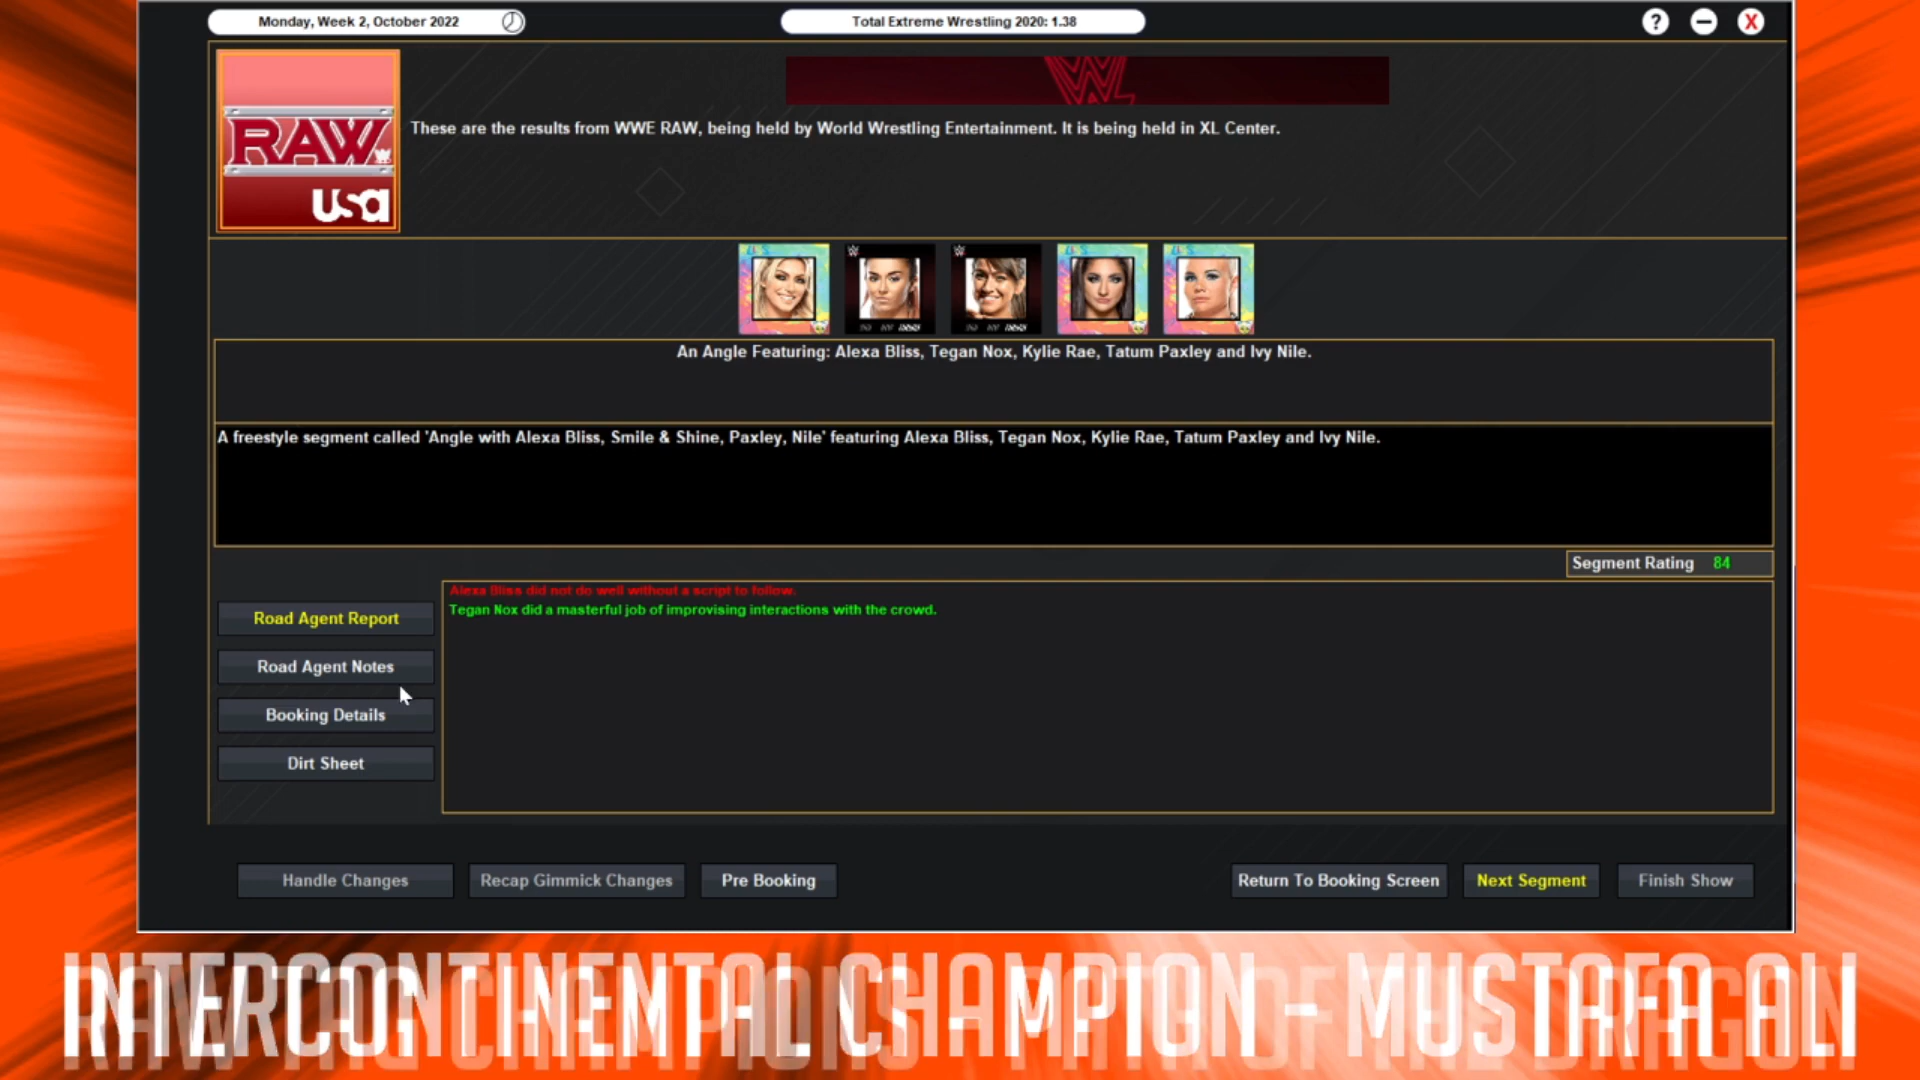 Monday, Week 2, October 2022
Total Extreme Wrestling 2020: 1.38
?
X
RAW
usa
These are the results from WWE RAW, being held by World Wrestling Entertainment. It is being held in XL Center.
An Angle Featuring: Alexa Bliss, Tegan Nox, Kylie Rae, Tatum Paxley and Ivy Nile.
A freestyle segment called 'Angle with Alexa Bliss, Smile & Shine, Paxley, Nile' featuring Alexa Bliss, Tegan Nox, Kylie Rae, Tatum Paxley and Ivy Nile.
Segment Rating 84
Alexa Bliss did not do well without a script to follow.
Tegan Nox did a masterful job of improvising interactions with the crowd.
Road Agent Report
Road Agent Notes
Booking Details
Dirt Sheet
Handle Changes
Recap Gimmick Changes
Pre Booking
Return To Booking Screen
Next Segment
Finish Show
INTERCONTINENTAL CHAMPION - MUSTAFA ALI